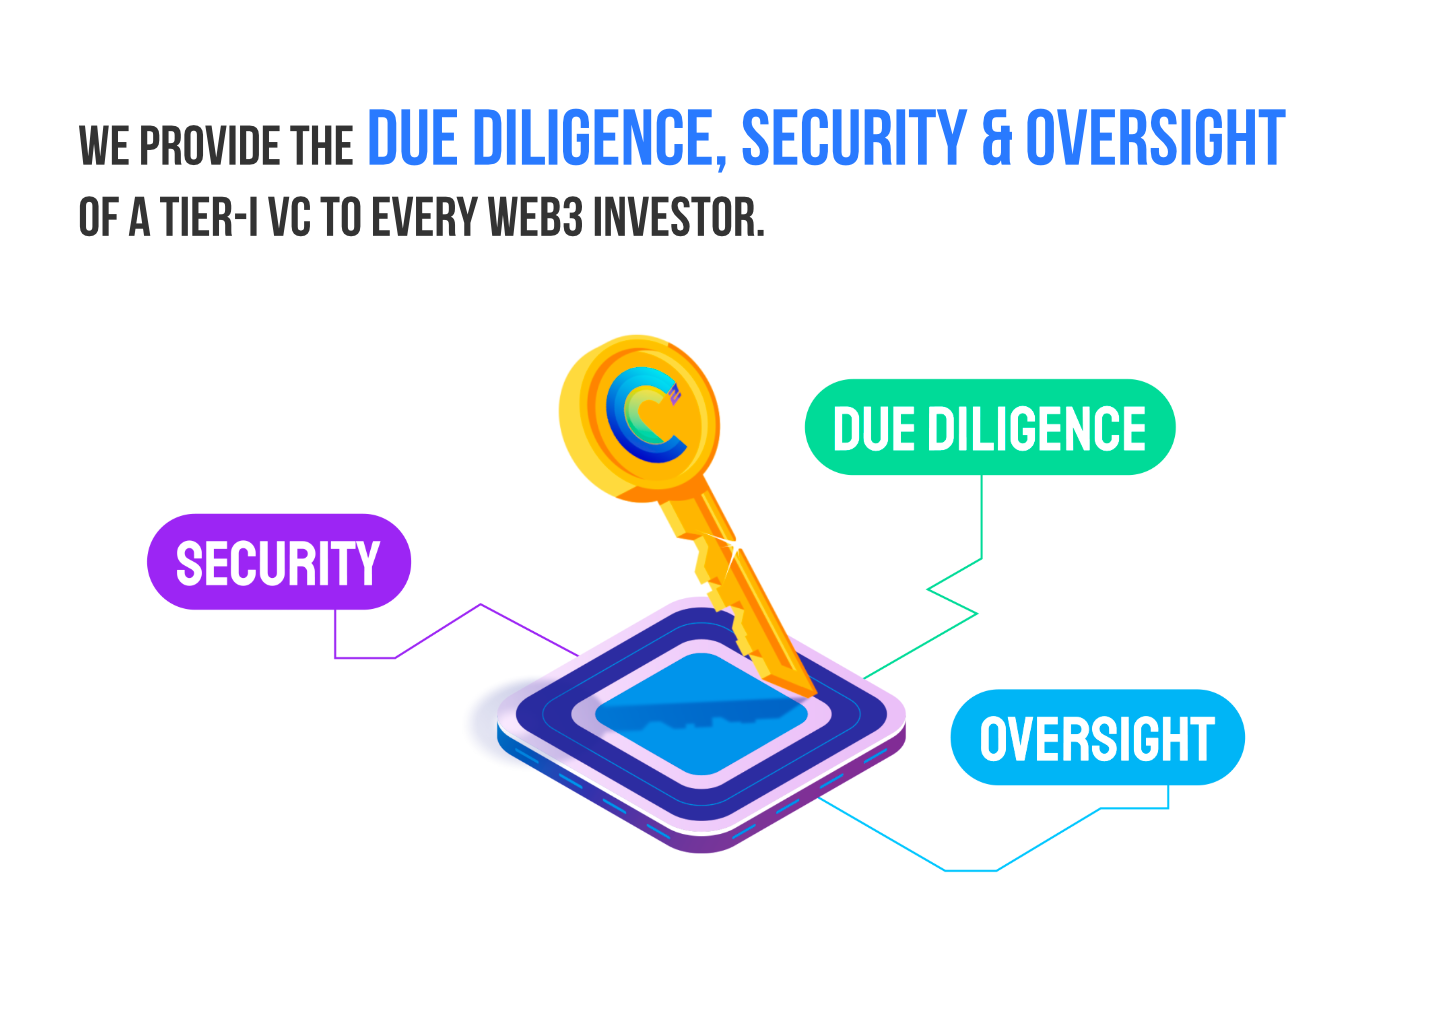 WE PROVIDE THE DUE DILIGENCE, SECURITY & OVERSIGHT
OF A TIER-I VC TO EVERY WEB3 INVESTOR.
DUE DILIGENCE
SECURITY
OVERSIGHT